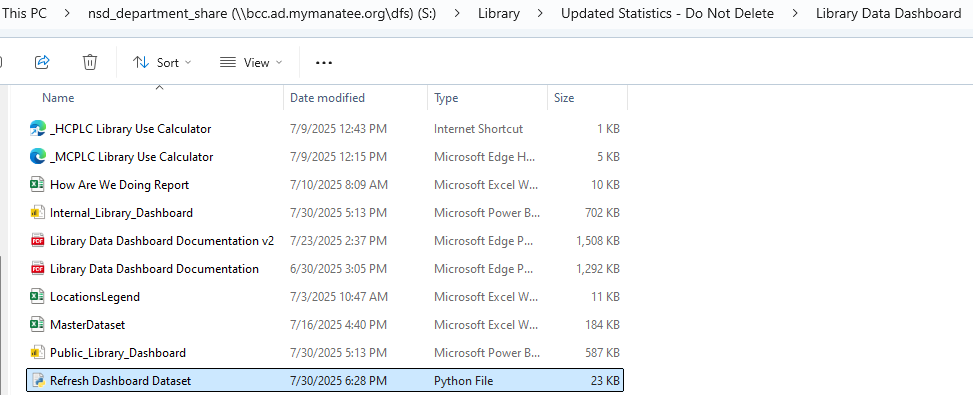 This PC > nsd_department_share (\\bcc.ad.mymanatee.org\dfs) (S:) > Library > Updated Statistics - Do Not Delete > Library Data Dashboard
Sort View ...
Name Date modified Type Size
_HCPLC Library Use Calculator 7/9/2025 12:43 PM Internet Shortcut 1 KB
_MCPLC Library Use Calculator 7/9/2025 12:15 PM Microsoft Edge H... 5 KB
How Are We Doing Report 7/10/2025 8:09 AM Microsoft Excel W... 10 KB
Internal_Library_Dashboard 7/30/2025 5:13 PM Microsoft Power B... 702 KB
Library Data Dashboard Documentation v2 7/23/2025 2:37 PM Microsoft Edge P... 1,508 KB
Library Data Dashboard Documentation 6/30/2025 3:05 PM Microsoft Edge P... 1,292 KB
LocationsLegend 7/3/2025 10:47 AM Microsoft Excel W... 11 KB
MasterDataset 7/16/2025 4:40 PM Microsoft Excel W... 184 KB
Public_Library_Dashboard 7/30/2025 5:13 PM Microsoft Power B... 587 KB
Refresh Dashboard Dataset 7/30/2025 6:28 PM Python File 23 KB